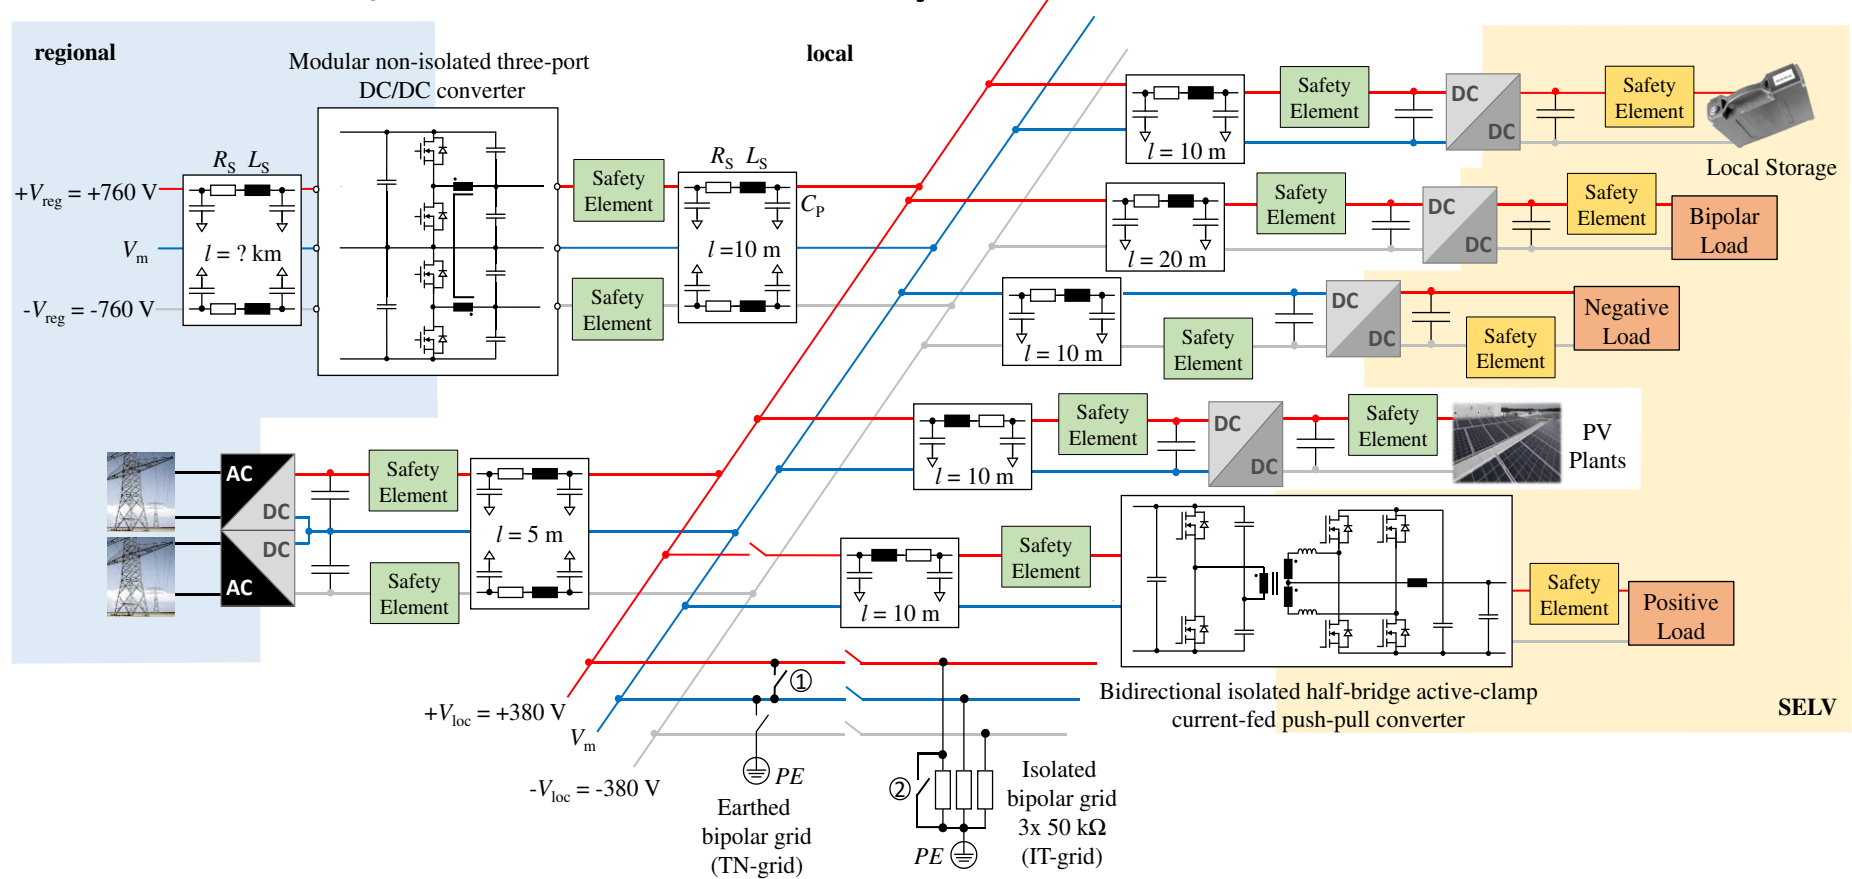 regional
local
Modular non-isolated three-port
DC/DC converter
R_S L_S
+V_reg = +760 V
V_m
-V_reg = -760 V
l = ? km
Safety
Element
Safety
Element
R_S L_S
C_P
l =10 m
l = 10 m
Safety
Element
DC
DC
Safety
Element
Local Storage
l = 20 m
Safety
Element
DC
DC
Safety
Element
Bipolar
Load
l = 10 m
Safety
Element
DC
DC
Safety
Element
Negative
Load
l = 10 m
Safety
Element
DC
DC
Safety
Element
PV
Plants
AC
DC
DC
AC
Safety
Element
Safety
Element
l = 5 m
l = 10 m
Safety
Element
Safety
Element
Positive
Load
Bidirectional isolated half-bridge active-clamp
current-fed push-pull converter
SELV
+V_loc = +380 V
V_m
-V_loc = -380 V
①
PE
Earthed
bipolar grid
(TN-grid)
②
PE
Isolated
bipolar grid
3x 50 kΩ
(IT-grid)